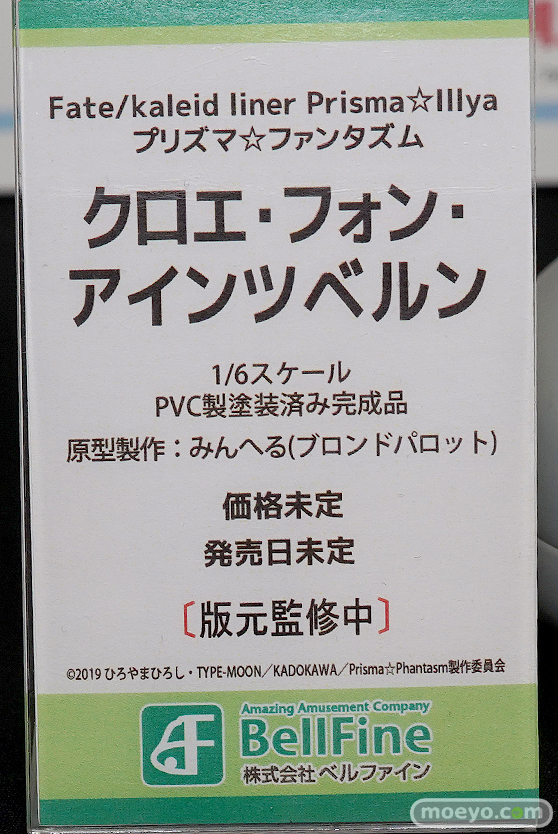 Fate/kaleid liner Prisma☆Illya
プリズマ☆ファンタズム
クロエ・フォン・
アインツベルン
1/6スケール
PVC製塗装済み完成品
原型製作：みんへる(ブロンドパロット)
価格未定
発売日未定
〔版元監修中〕
©2019 ひろやまひろし・TYPE-MOON／KADOKAWA／Prisma☆Phantasm製作委員会
Amazing Amusement Company
BellFine
株式会社ベルファイン
moeyo.com